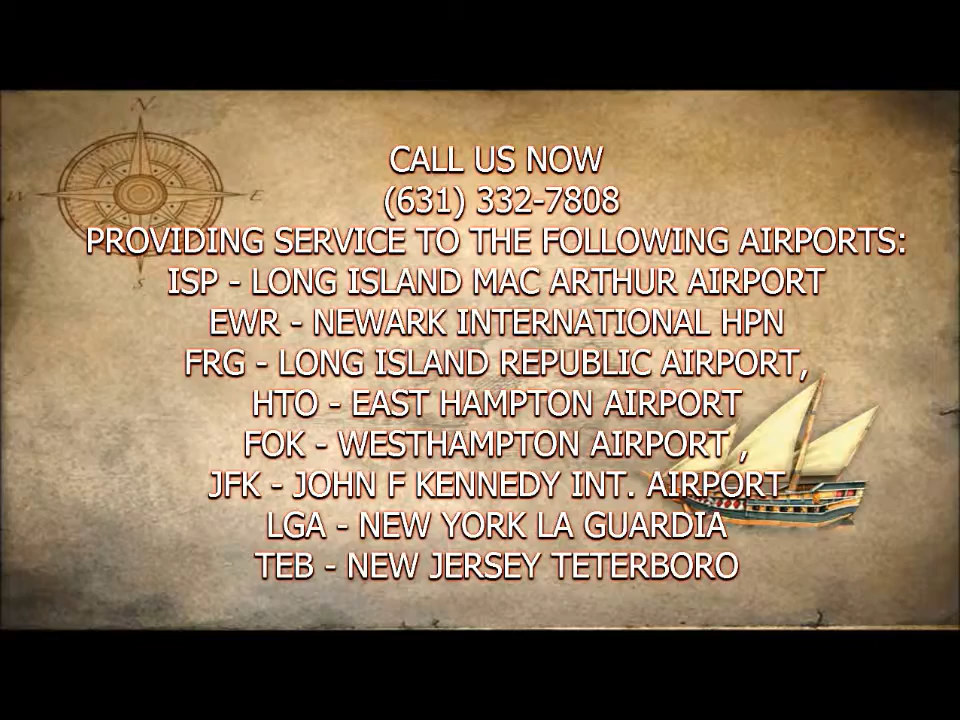 N
W E
S
CALL US NOW
(631) 332-7808
PROVIDING SERVICE TO THE FOLLOWING AIRPORTS:
ISP - LONG ISLAND MAC ARTHUR AIRPORT
EWR - NEWARK INTERNATIONAL HPN
FRG - LONG ISLAND REPUBLIC AIRPORT,
HTO - EAST HAMPTON AIRPORT
FOK - WESTHAMPTON AIRPORT ,
JFK - JOHN F KENNEDY INT. AIRPORT
LGA - NEW YORK LA GUARDIA
TEB - NEW JERSEY TETERBORO